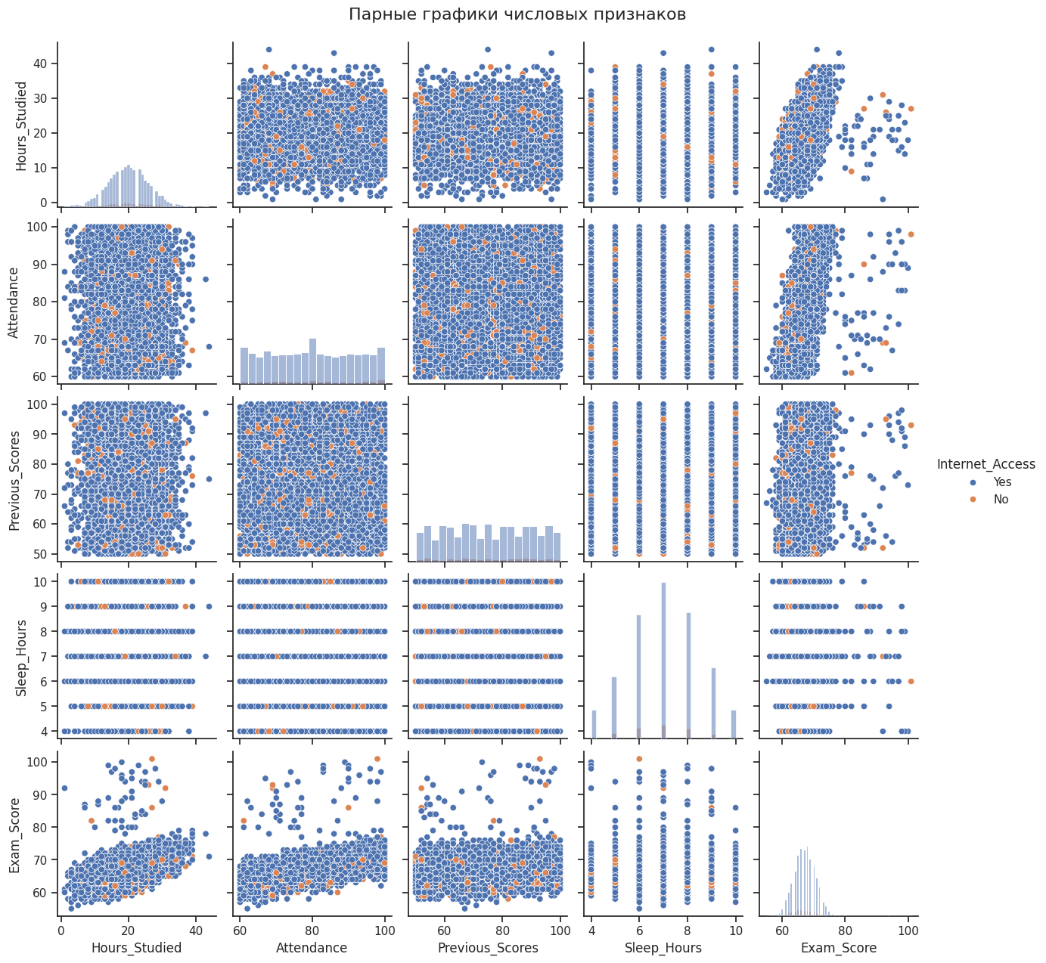 Парные графики числовых признаков
40
30
20
10
0
Hours_Studied
100
90
80
70
60
Attendance
100
90
80
70
60
50
Previous_Scores
Internet_Access
Yes
No
10
9
8
7
6
5
4
Sleep_Hours
100
90
80
70
60
Exam_Score
0 20 40 60 80 100 60 80 100 4 6 8 10 60 80 100
Hours_Studied Attendance Previous_Scores Sleep_Hours Exam_Score